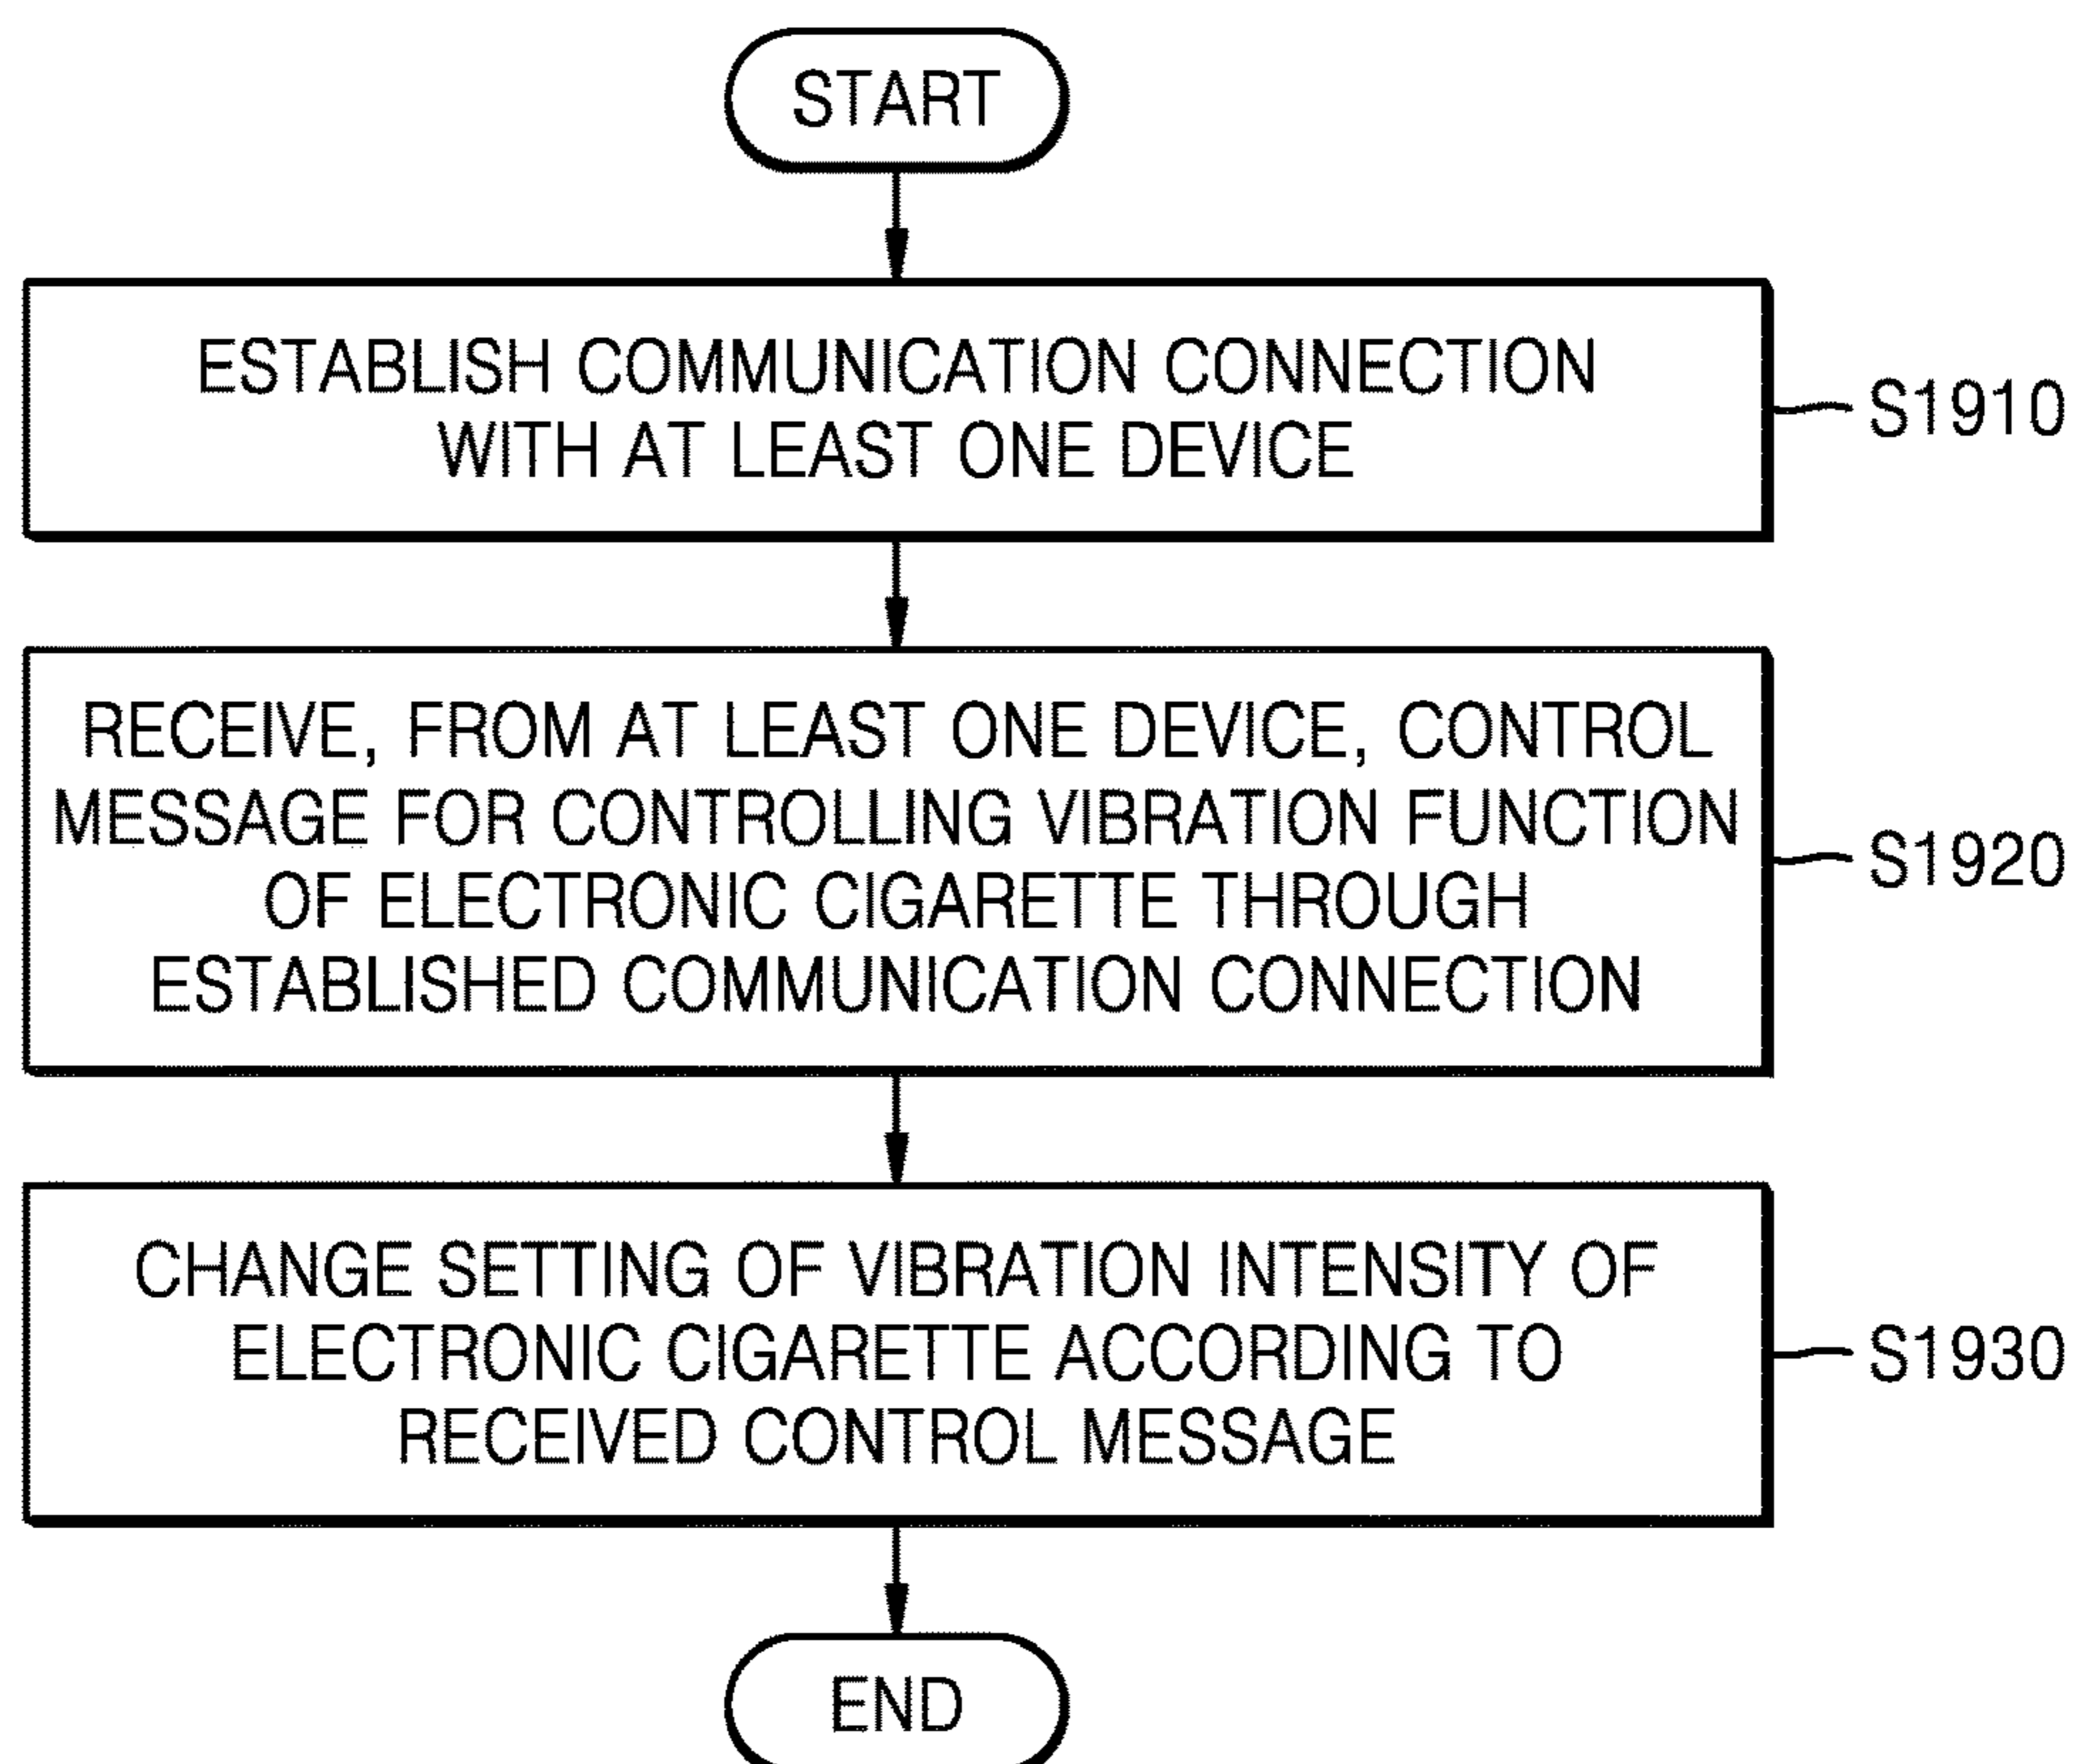 START
ESTABLISH COMMUNICATION CONNECTION
WITH AT LEAST ONE DEVICE
S1910
RECEIVE, FROM AT LEAST ONE DEVICE, CONTROL
MESSAGE FOR CONTROLLING VIBRATION FUNCTION
OF ELECTRONIC CIGARETTE THROUGH
ESTABLISHED COMMUNICATION CONNECTION
S1920
CHANGE SETTING OF VIBRATION INTENSITY OF
ELECTRONIC CIGARETTE ACCORDING TO
RECEIVED CONTROL MESSAGE
S1930
END